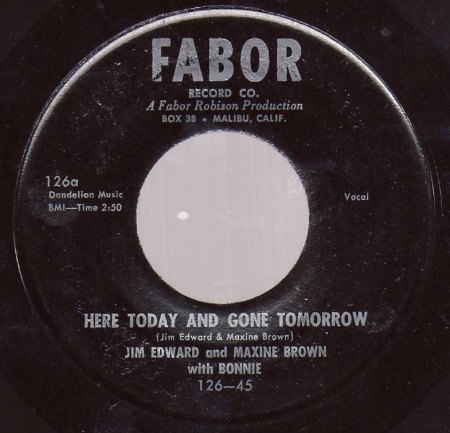 FABOR
RECORD CO.
A Fabor Robison Production
BOX 38 • MALIBU, CALIF.
126a
Dandelion Music
BMI—Time 2:50
Vocal
HERE TODAY AND GONE TOMORROW
(Jim Edward & Maxine Brown)
JIM EDWARD and MAXINE BROWN
with BONNIE
126—45